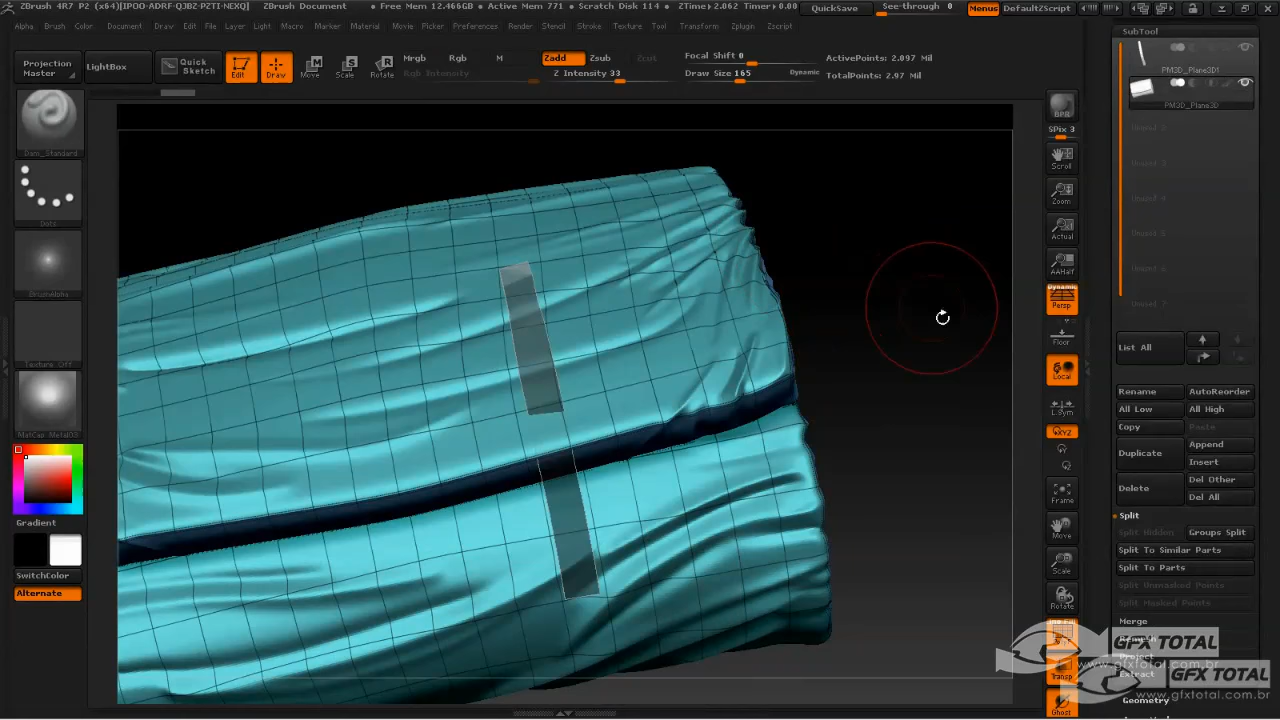 ZBrush 4R7 P2 (x64)[IPOO-ADRF-QJBZ-PZTI-NEXQ] ZBrush Document • Free Mem 12.466GB • Active Mem 771 • Scratch Disk 114 • ZTime▸2.062 Timer▸0.00 QuickSave See-through 0 Menus DefaultZScript
Alpha Brush Color Document Draw Edit File Layer Light Macro Marker Material Movie Picker Preferences Render Stencil Stroke Texture Tool Transform Zplugin Zscript
Projection Master
LightBox
Quick Sketch
Edit
Draw
Move
Scale
Rotate
Mrgb Rgb M
Rgb Intensity
Zadd Zsub Zcut
Z Intensity 33
Focal Shift 0
Draw Size 165 Dynamic
ActivePoints: 2.097 Mil
TotalPoints: 2.97 Mil
Dam_Standard
Dots
BrushAlpha
Texture Off
MatCap Metal03
Gradient
SwitchColor
Alternate
BPR
SPix 3
Scroll
Zoom
Actual
AAHalf
Dynamic
Persp
Floor
Local
L.Sym
XYZ
Frame
Move
Scale
Rotate
Transp
Ghost
SubTool
PM3D_Plane3D1
PM3D_Plane3D
List All
Rename AutoReorder
All Low All High
Copy Paste
Duplicate Append
Insert
Delete Del Other
Del All
Split
Split Hidden Groups Split
Split To Similar Parts
Split To Parts
Split Unmasked Points
Split Masked Points
Merge
Remesh
Project
Extract
Geometry
GFX TOTAL
www.gfxtotal.com.br
GFX TOTAL
www.gfxtotal.com.br